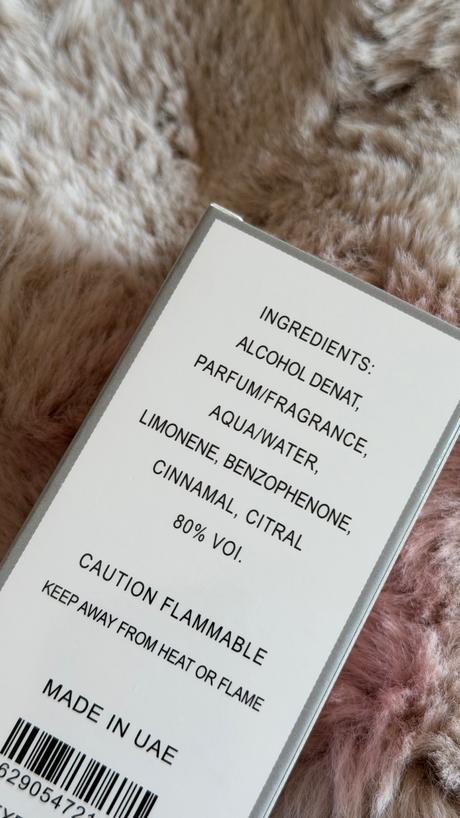 INGREDIENTS:
ALCOHOL DENAT,
PARFUM/FRAGRANCE,
AQUA/WATER,
LIMONENE, BENZOPHENONE,
CINNAMAL, CITRAL
80% VOI.
CAUTION FLAMMABLE
KEEP AWAY FROM HEAT OR FLAME
MADE IN UAE